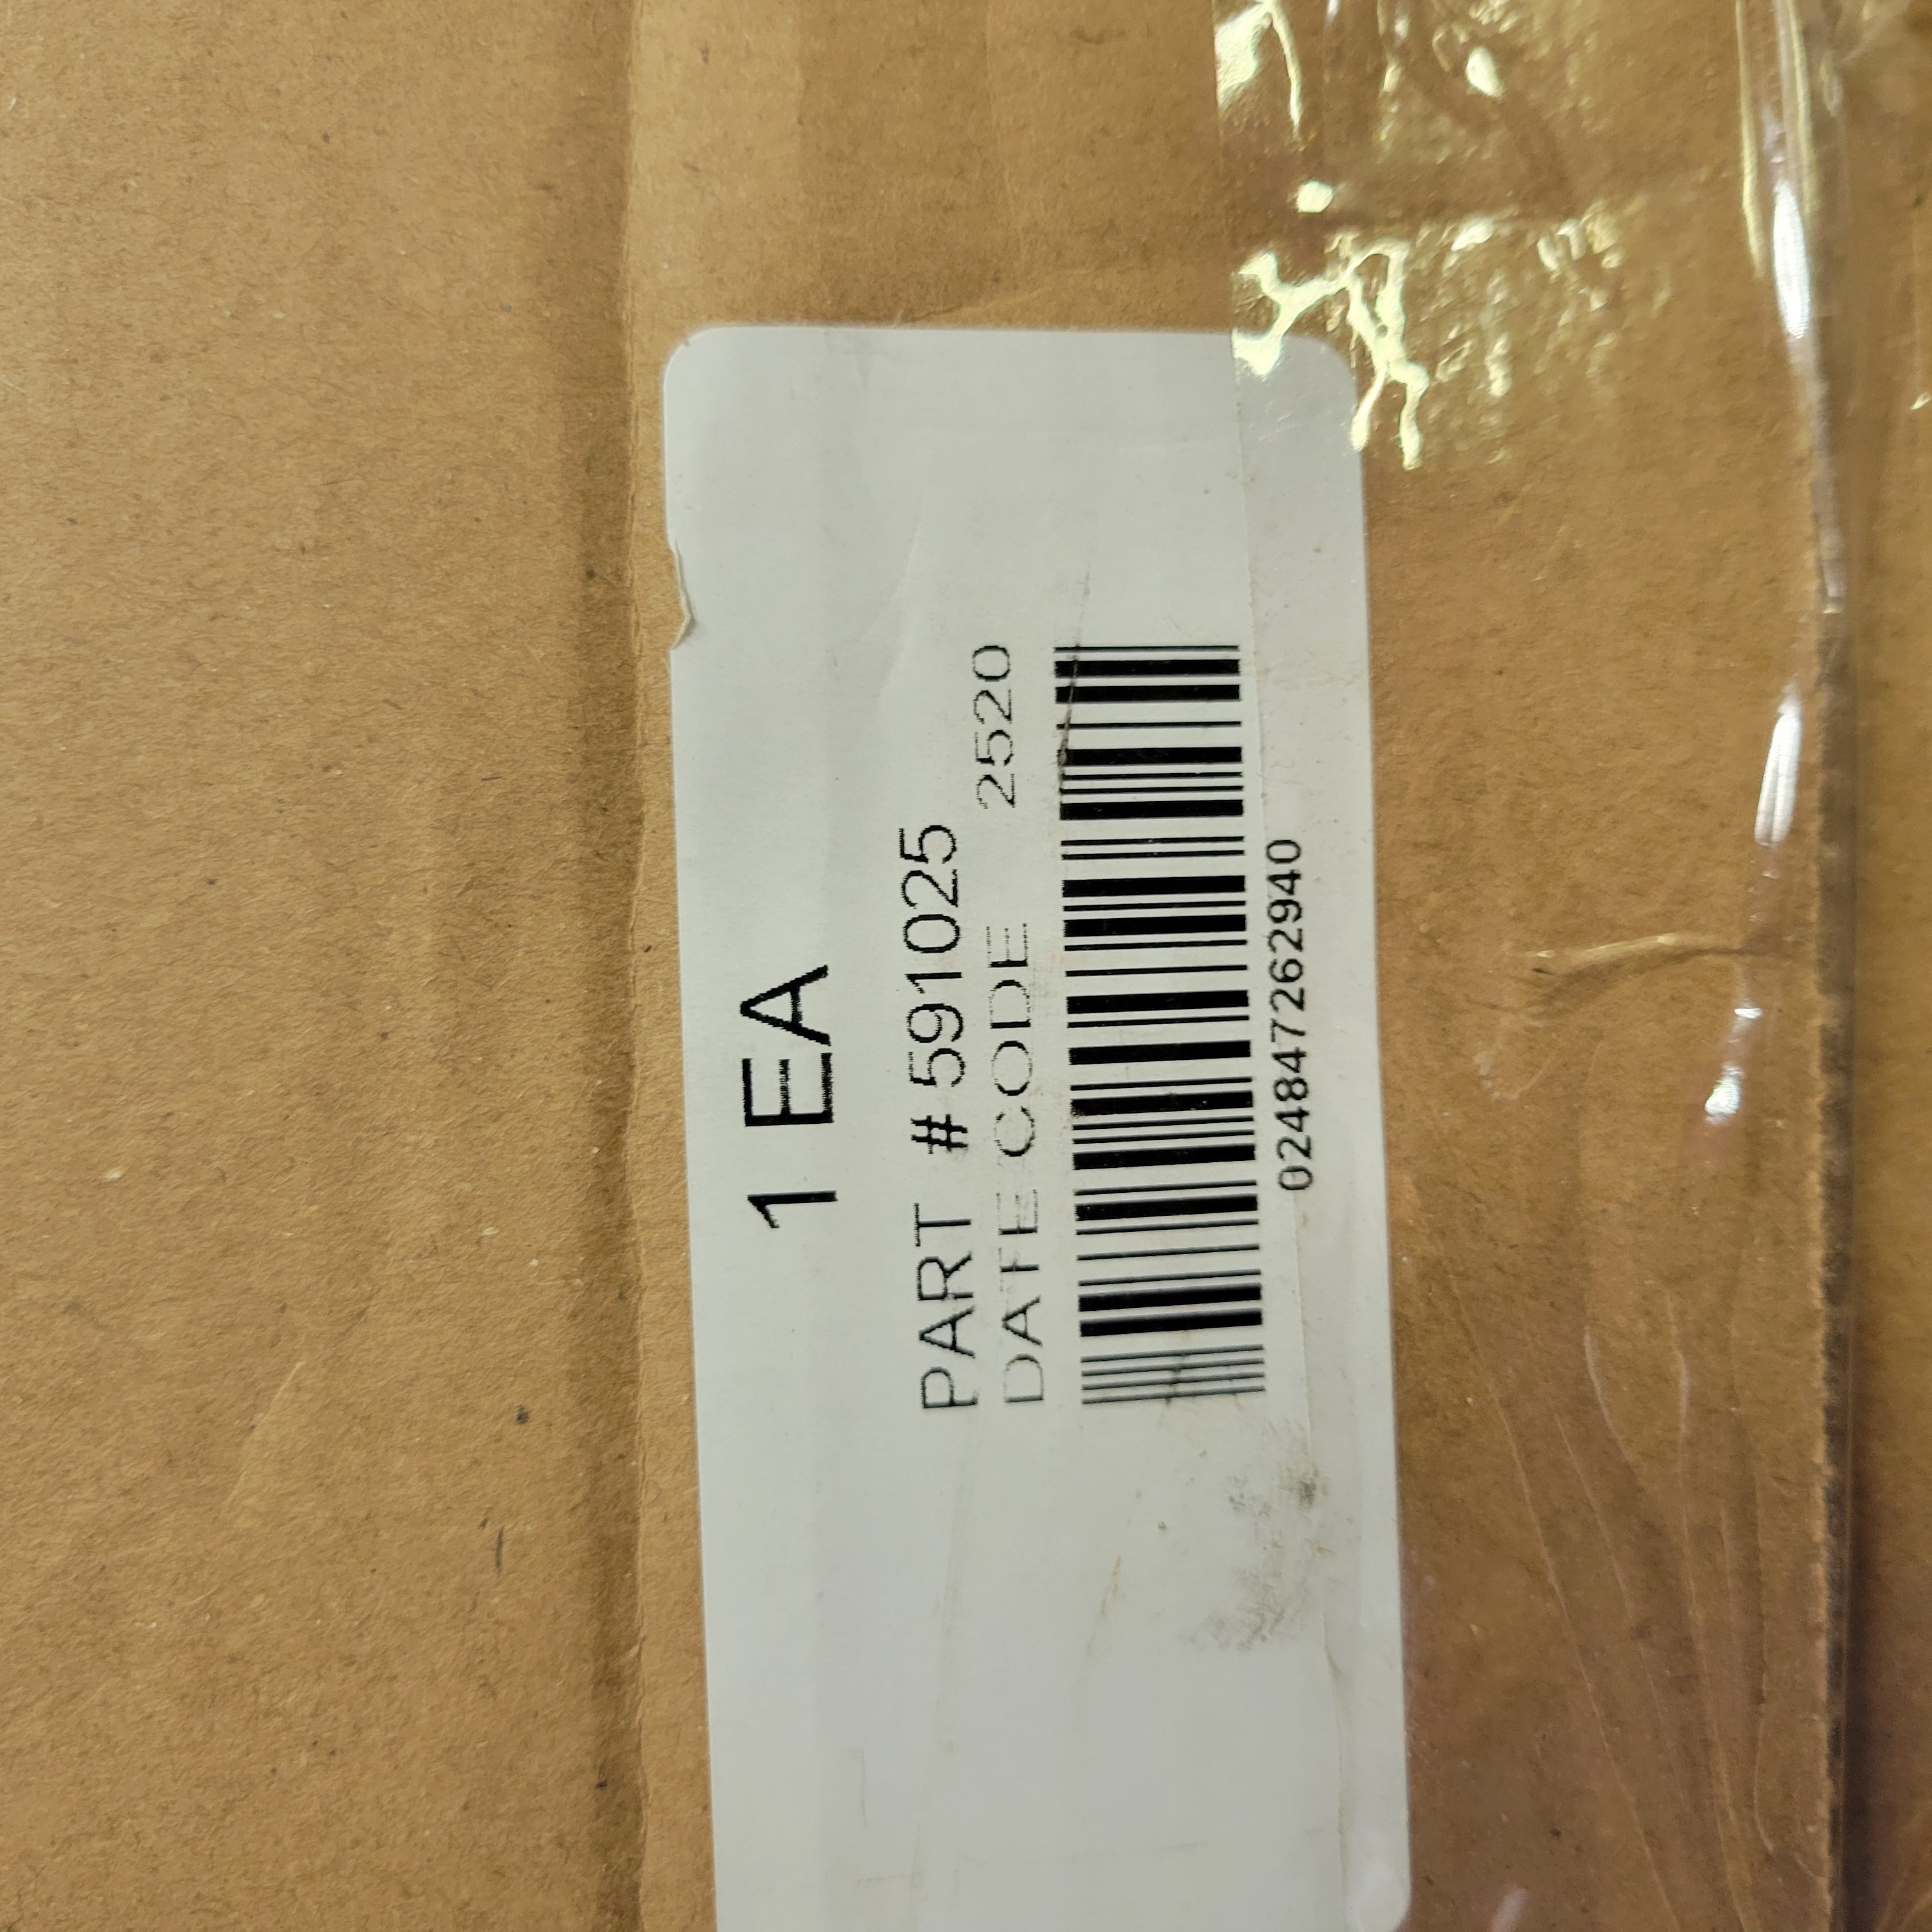 1 EA
PART # 591025
DATE CODE 2520
024847262940